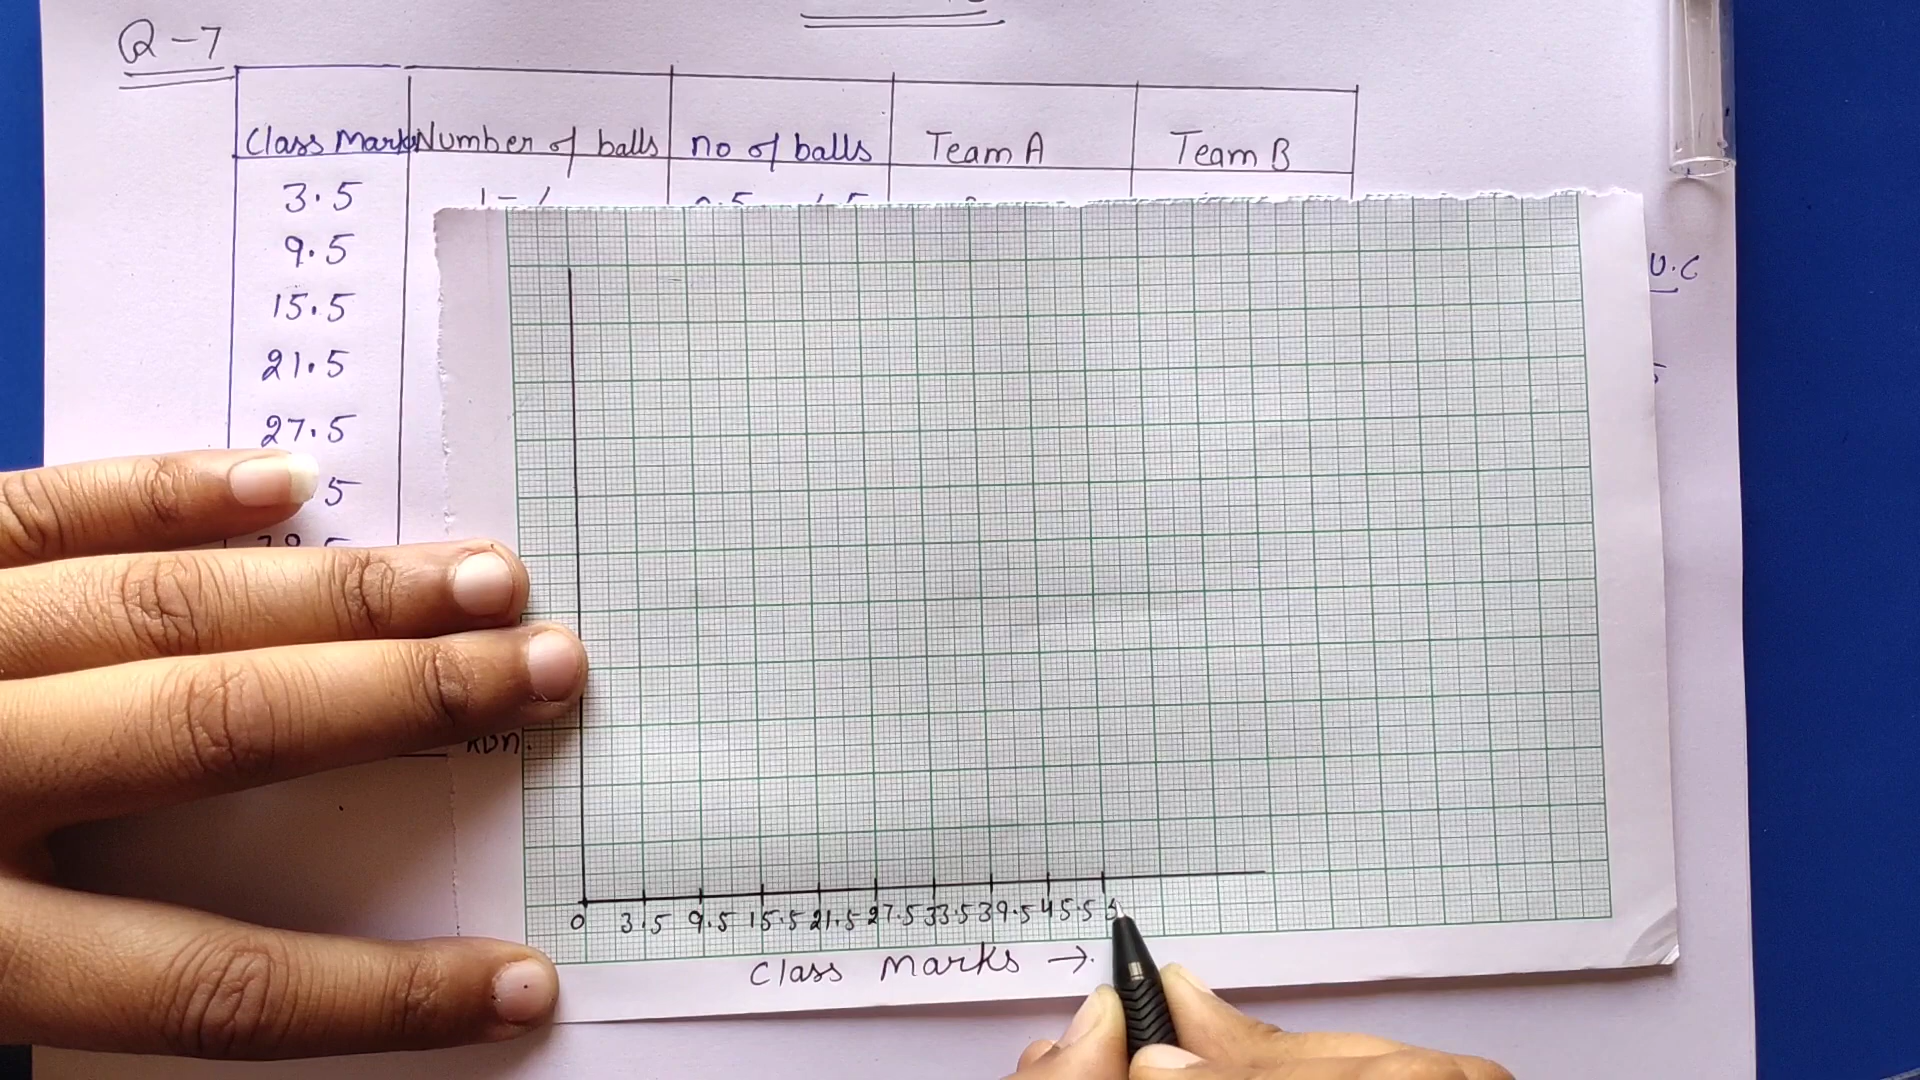 Q-7
Class Mark Number of balls no of balls Team A Team B
3.5
9.5
15.5
21.5
27.5
5
U.C
0 3.5 9.5 15.5 21.5 27.5 33.5 39.5 45.5
Class Marks →